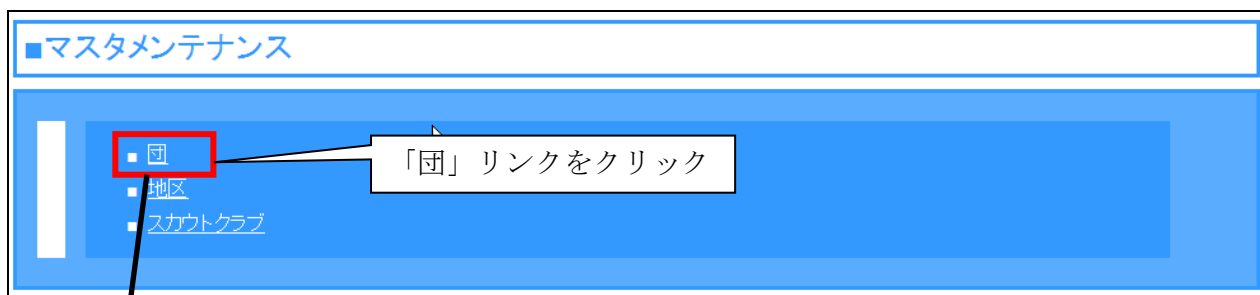 ■マスタメンテナンス
■ 団
「団」リンクをクリック
■ 地区
■ スカウトクラブ